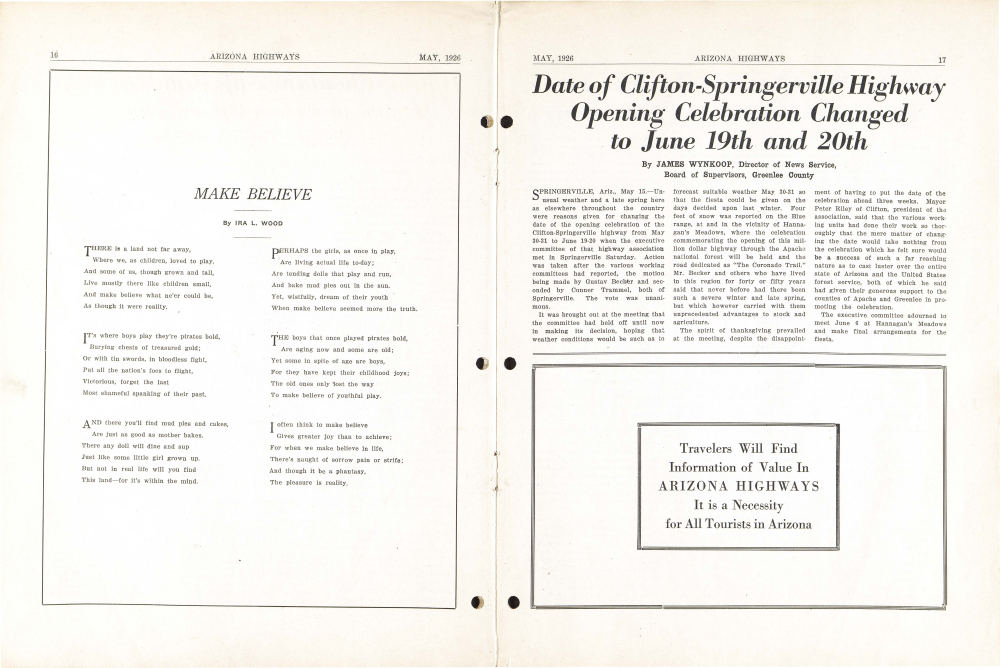 16
ARIZONA HIGHWAYS
MAY, 1926
MAKE BELIEVE
By IRA L. WOOD
THERE is a land not far away,
Where we, as children, loved to play,
And some of us, though grown and tall,
Live mostly there like children small,
And make believe what ne'er could be,
As though it were reality.
IT'S where boys play they're pirates bold,
Burying chests of treasured gold;
Or with tin swords, in bloodless fight,
Put all the nation's foes to flight,
Victorious, forget the last
Most shameful spanking of their past.
AND there you'll find mud pies and cakes,
Are just as good as mother bakes.
There any doll will dine and sup
Just like some little girl grown up.
But not in real life will you find
This land—for it's within the mind.
PERHAPS the girls, as once in play,
Are living actual life to-day;
Are tending dolls that play and run,
And bake mud pies out in the sun.
Yet, wistfully, dream of their youth
When make believe seemed more the truth.
THE boys that once played pirates bold,
Are aging now and some are old;
Yet some in spite of age are boys,
For they have kept their childhood joys;
The old ones only lost the way
To make believe of youthful play.
I often think to make believe
Gives greater joy than to achieve;
For when we make believe in life,
There's naught of sorrow pain or strife;
And though it be a phantasy,
The pleasure is reality.
MAY, 1926
ARIZONA HIGHWAYS
17
Date of Clifton-Springerville Highway
Opening Celebration Changed
to June 19th and 20th
By JAMES WYNKOOP, Director of News Service,
Board of Supervisors, Greenlee County
SPRINGERVILLE, Ariz., May 15.—Un-
usual weather and a late spring here
as elsewhere throughout the country
were reasons given for changing the
date of the opening celebration of the
Clifton-Springerville highway from May
30-31 to June 19-20 when the executive
committee of that highway association
met in Springerville Saturday. Action
was taken after the various working
committees had reported, the motion
being made by Gustav Becker and sec-
onded by Conner Trammel, both of
Springerville. The vote was unani-
mous.
It was brought out at the meeting that
the committee had held off until now
in making its decision, hoping that
weather conditions would be such as to
forecast suitable weather May 30-31 so
that the fiesta could be given on the
days decided upon last winter. Four
feet of snow was reported on the Blue
range, at and in the vicinity of Hanna-
gan's Meadows, where the celebration
commemorating the opening of this mil-
lion dollar highway through the Apache
national forest will be held and the
road dedicated as "The Coronado Trail."
Mr. Becker and others who have lived
in this region for forty or fifty years
said that never before had there been
such a severe winter and late spring,
but which however carried with them
unprecedented advantages to stock and
agriculture.
The spirit of thanksgiving prevailed
at the meeting, despite the disappoint-
ment of having to put the date of the
celebration ahead three weeks. Mayor
Peter Riley of Clifton, president of the
association, said that the various work-
ing units had done their work so thor-
oughly that the mere matter of chang-
ing the date would take nothing from
the celebration which he felt sure would
be a success of such a far reaching
nature as to cast luster over the entire
state of Arizona and the United States
forest service, both of which he said
had given their generous support to the
counties of Apache and Greenlee in pro-
moting the celebration.
The executive committee adjourned to
meet June 6 at Hannagan's Meadows
and make final arrangements for the
fiesta.
Travelers Will Find
Information of Value In
ARIZONA HIGHWAYS
It is a Necessity
for All Tourists in Arizona